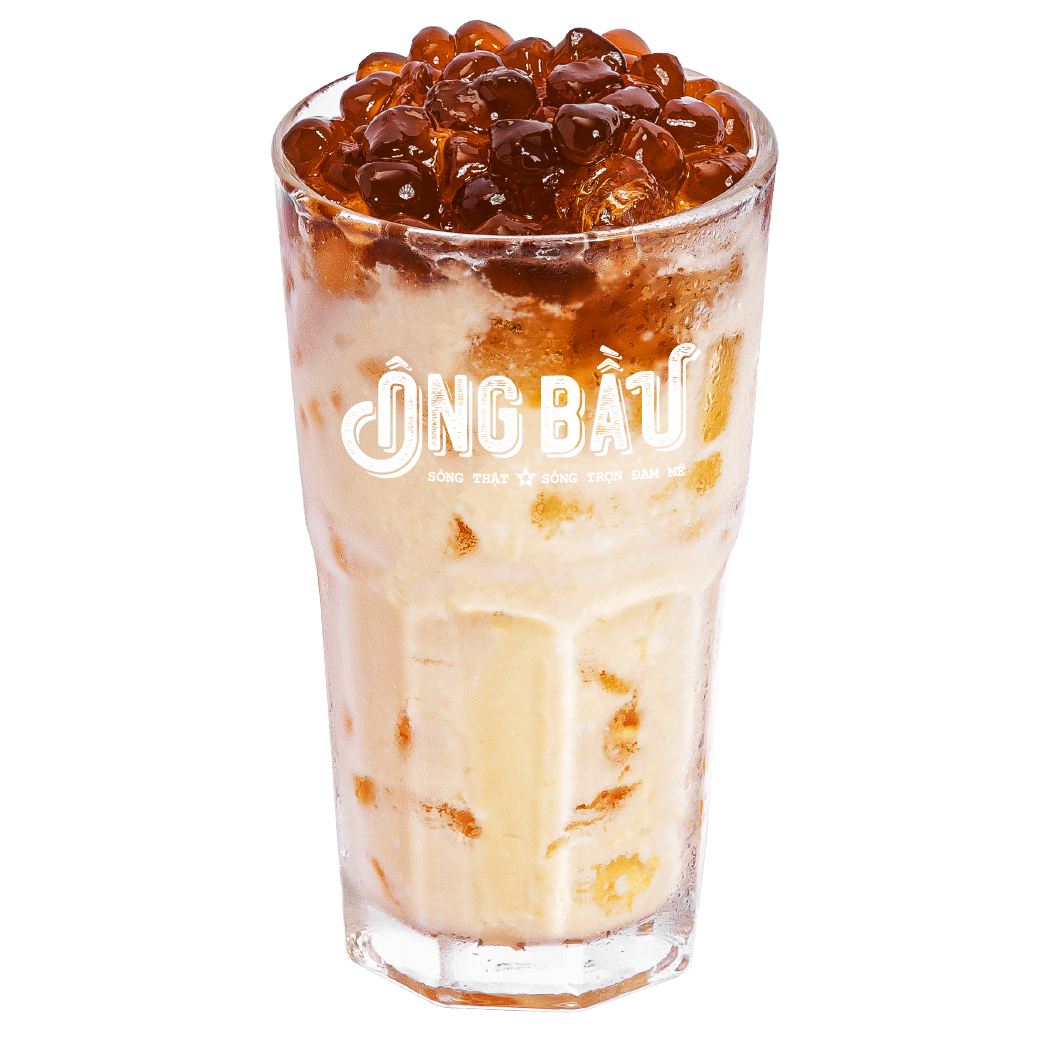 ÔNG BẦU
SỐNG THẬT ★ SỐNG TRỌN ĐAM MÊ